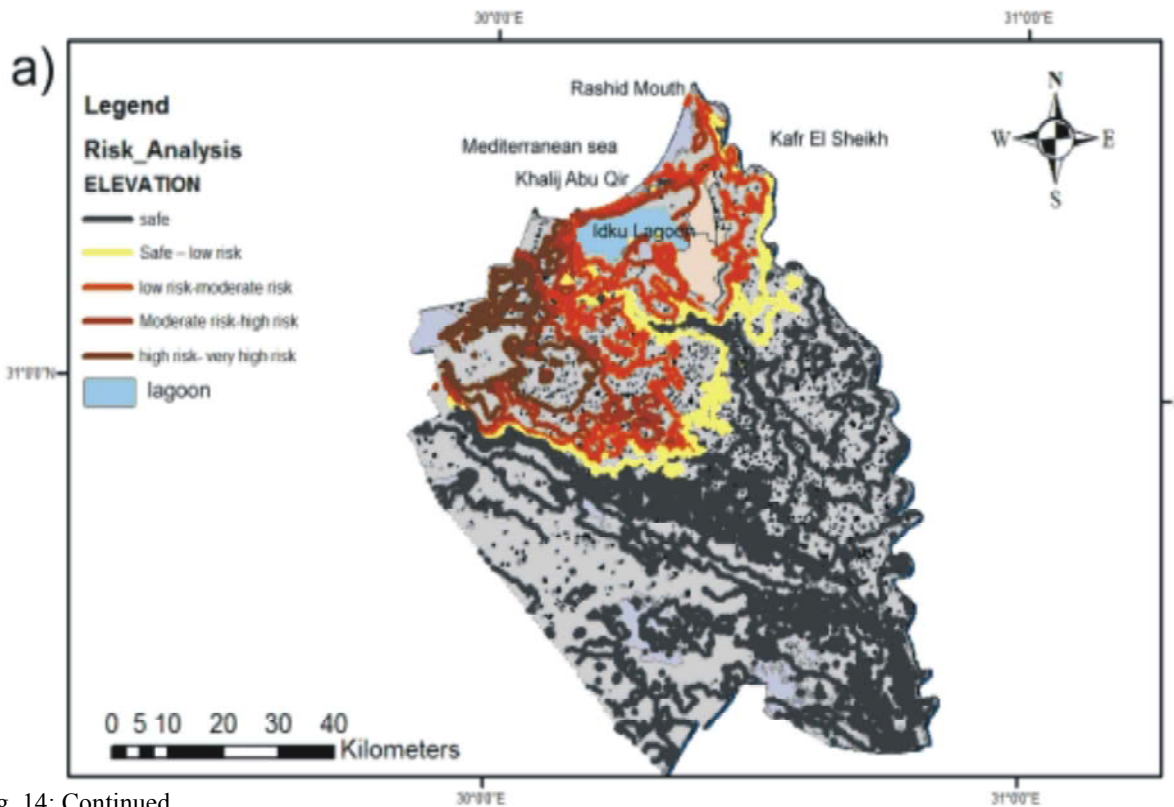 30°0'0"E 31°0'0"E
a)
Legend
Risk_Analysis
ELEVATION
safe
Safe – low risk
low risk-moderate risk
Moderate risk-high risk
high risk- very high risk
lagoon
Rashid Mouth
Mediterranean sea
Kafr El Sheikh
Khalij Abu Qir
Idku Lagoon
N
W E
S
31°0'0"N
0 5 10 20 30 40
Kilometers
30°0'0"E 31°0'0"E
g. 14: Continued